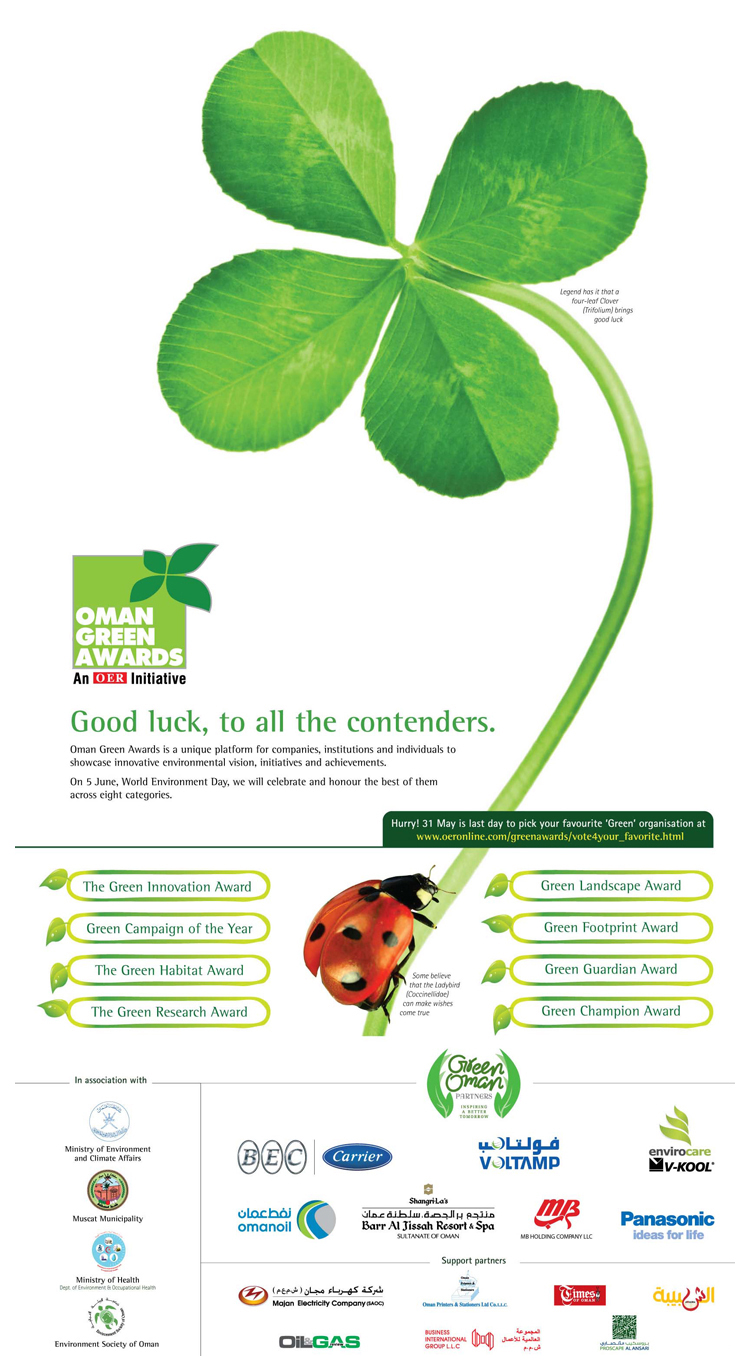 Legend has it that a
four-leaf Clover
(Trifolium) brings
good luck
OMAN
GREEN
AWARDS
An OER Initiative
Good luck, to all the contenders.
Oman Green Awards is a unique platform for companies, institutions and individuals to
showcase innovative environmental vision, initiatives and achievements.
On 5 June, World Environment Day, we will celebrate and honour the best of them
across eight categories.
Hurry! 31 May is last day to pick your favourite 'Green' organisation at
www.oeronline.com/greenawards/vote4your_favorite.html
The Green Innovation Award
Green Campaign of the Year
The Green Habitat Award
The Green Research Award
Green Landscape Award
Green Footprint Award
Green Guardian Award
Green Champion Award
Some believe
that the Ladybird
(Coccinellidae)
can make wishes
come true
In association with
Ministry of Environment
and Climate Affairs
Muscat Municipality
Ministry of Health
Dept. of Environment & Occupational Health
Environment Society of Oman
Green
Oman
PARTNERS
INSPIRING
A BETTER
TOMORROW
BEC
Carrier
فولتامب
VOLTAMP
envirocare
V-KOOL
نفط عمان
omanoil
Shangri-La's
منتجع بر الجصة، سلطنة عمان
Barr Al Jissah Resort & Spa
SULTANATE OF OMAN
MB
MB HOLDING COMPANY LLC
Panasonic
ideas for life
Support partners
شركة كهرباء مجان (ش م ع م)
Majan Electricity Company (SAOC)
Oman Printers & Stationers Ltd Co.L.L.C.
Times
OF OMAN
الشبيبة
OIL&GAS
BUSINESS
INTERNATIONAL
GROUP L.L.C
المجموعة
العالمية للأعمال
ش.م.م
PROSCAPE AL ANSARI